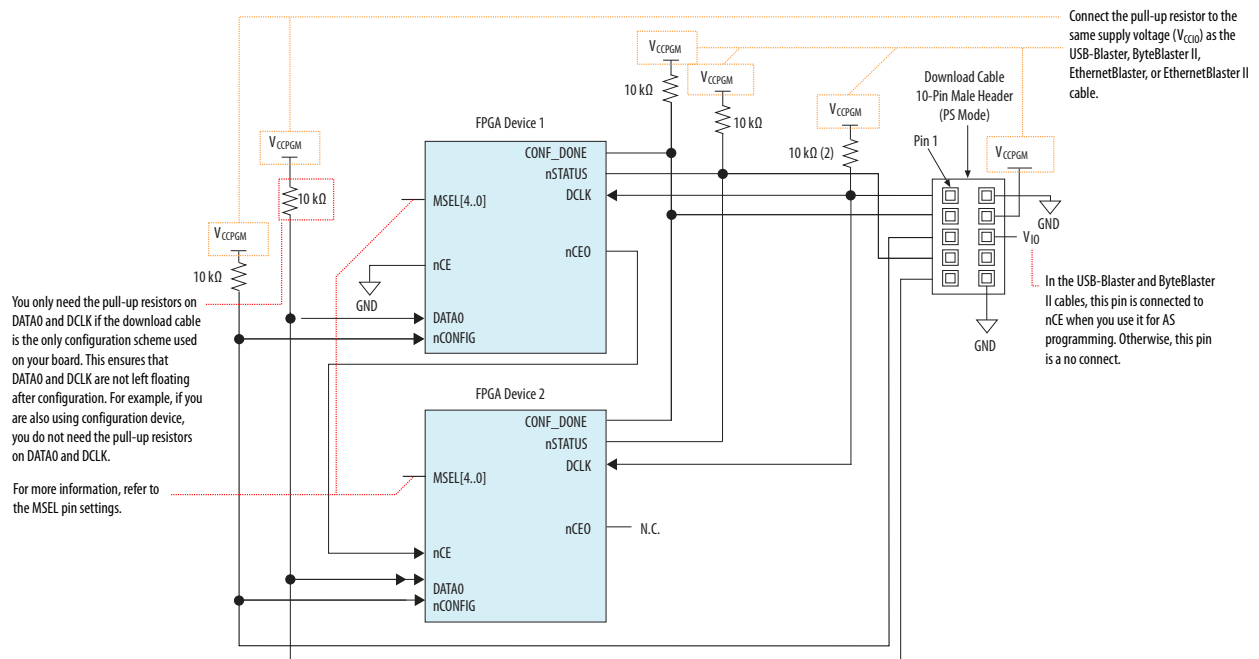 Connect the pull-up resistor to the
same supply voltage (VCCIO) as the
USB-Blaster, ByteBlaster II,
EthernetBlaster, or EthernetBlaster II
cable.
VCCPGM
10 kΩ
VCCPGM
10 kΩ
VCCPGM
10 kΩ (2)
Download Cable
10-Pin Male Header
(PS Mode)
Pin 1
VCCPGM
GND
VIO
GND
In the USB-Blaster and ByteBlaster
II cables, this pin is connected to
nCE when you use it for AS
programming. Otherwise, this pin
is a no connect.
VCCPGM
10 kΩ
VCCPGM
10 kΩ
You only need the pull-up resistors on
DATA0 and DCLK if the download cable
is the only configuration scheme used
on your board. This ensures that
DATA0 and DCLK are not left floating
after configuration. For example, if you
are also using configuration device,
you do not need the pull-up resistors
on DATA0 and DCLK.
For more information, refer to
the MSEL pin settings.
FPGA Device 1
CONF_DONE
nSTATUS
DCLK
MSEL[4..0]
nCEO
nCE
GND
DATA0
nCONFIG
FPGA Device 2
CONF_DONE
nSTATUS
DCLK
MSEL[4..0]
nCEO
N.C.
nCE
DATA0
nCONFIG